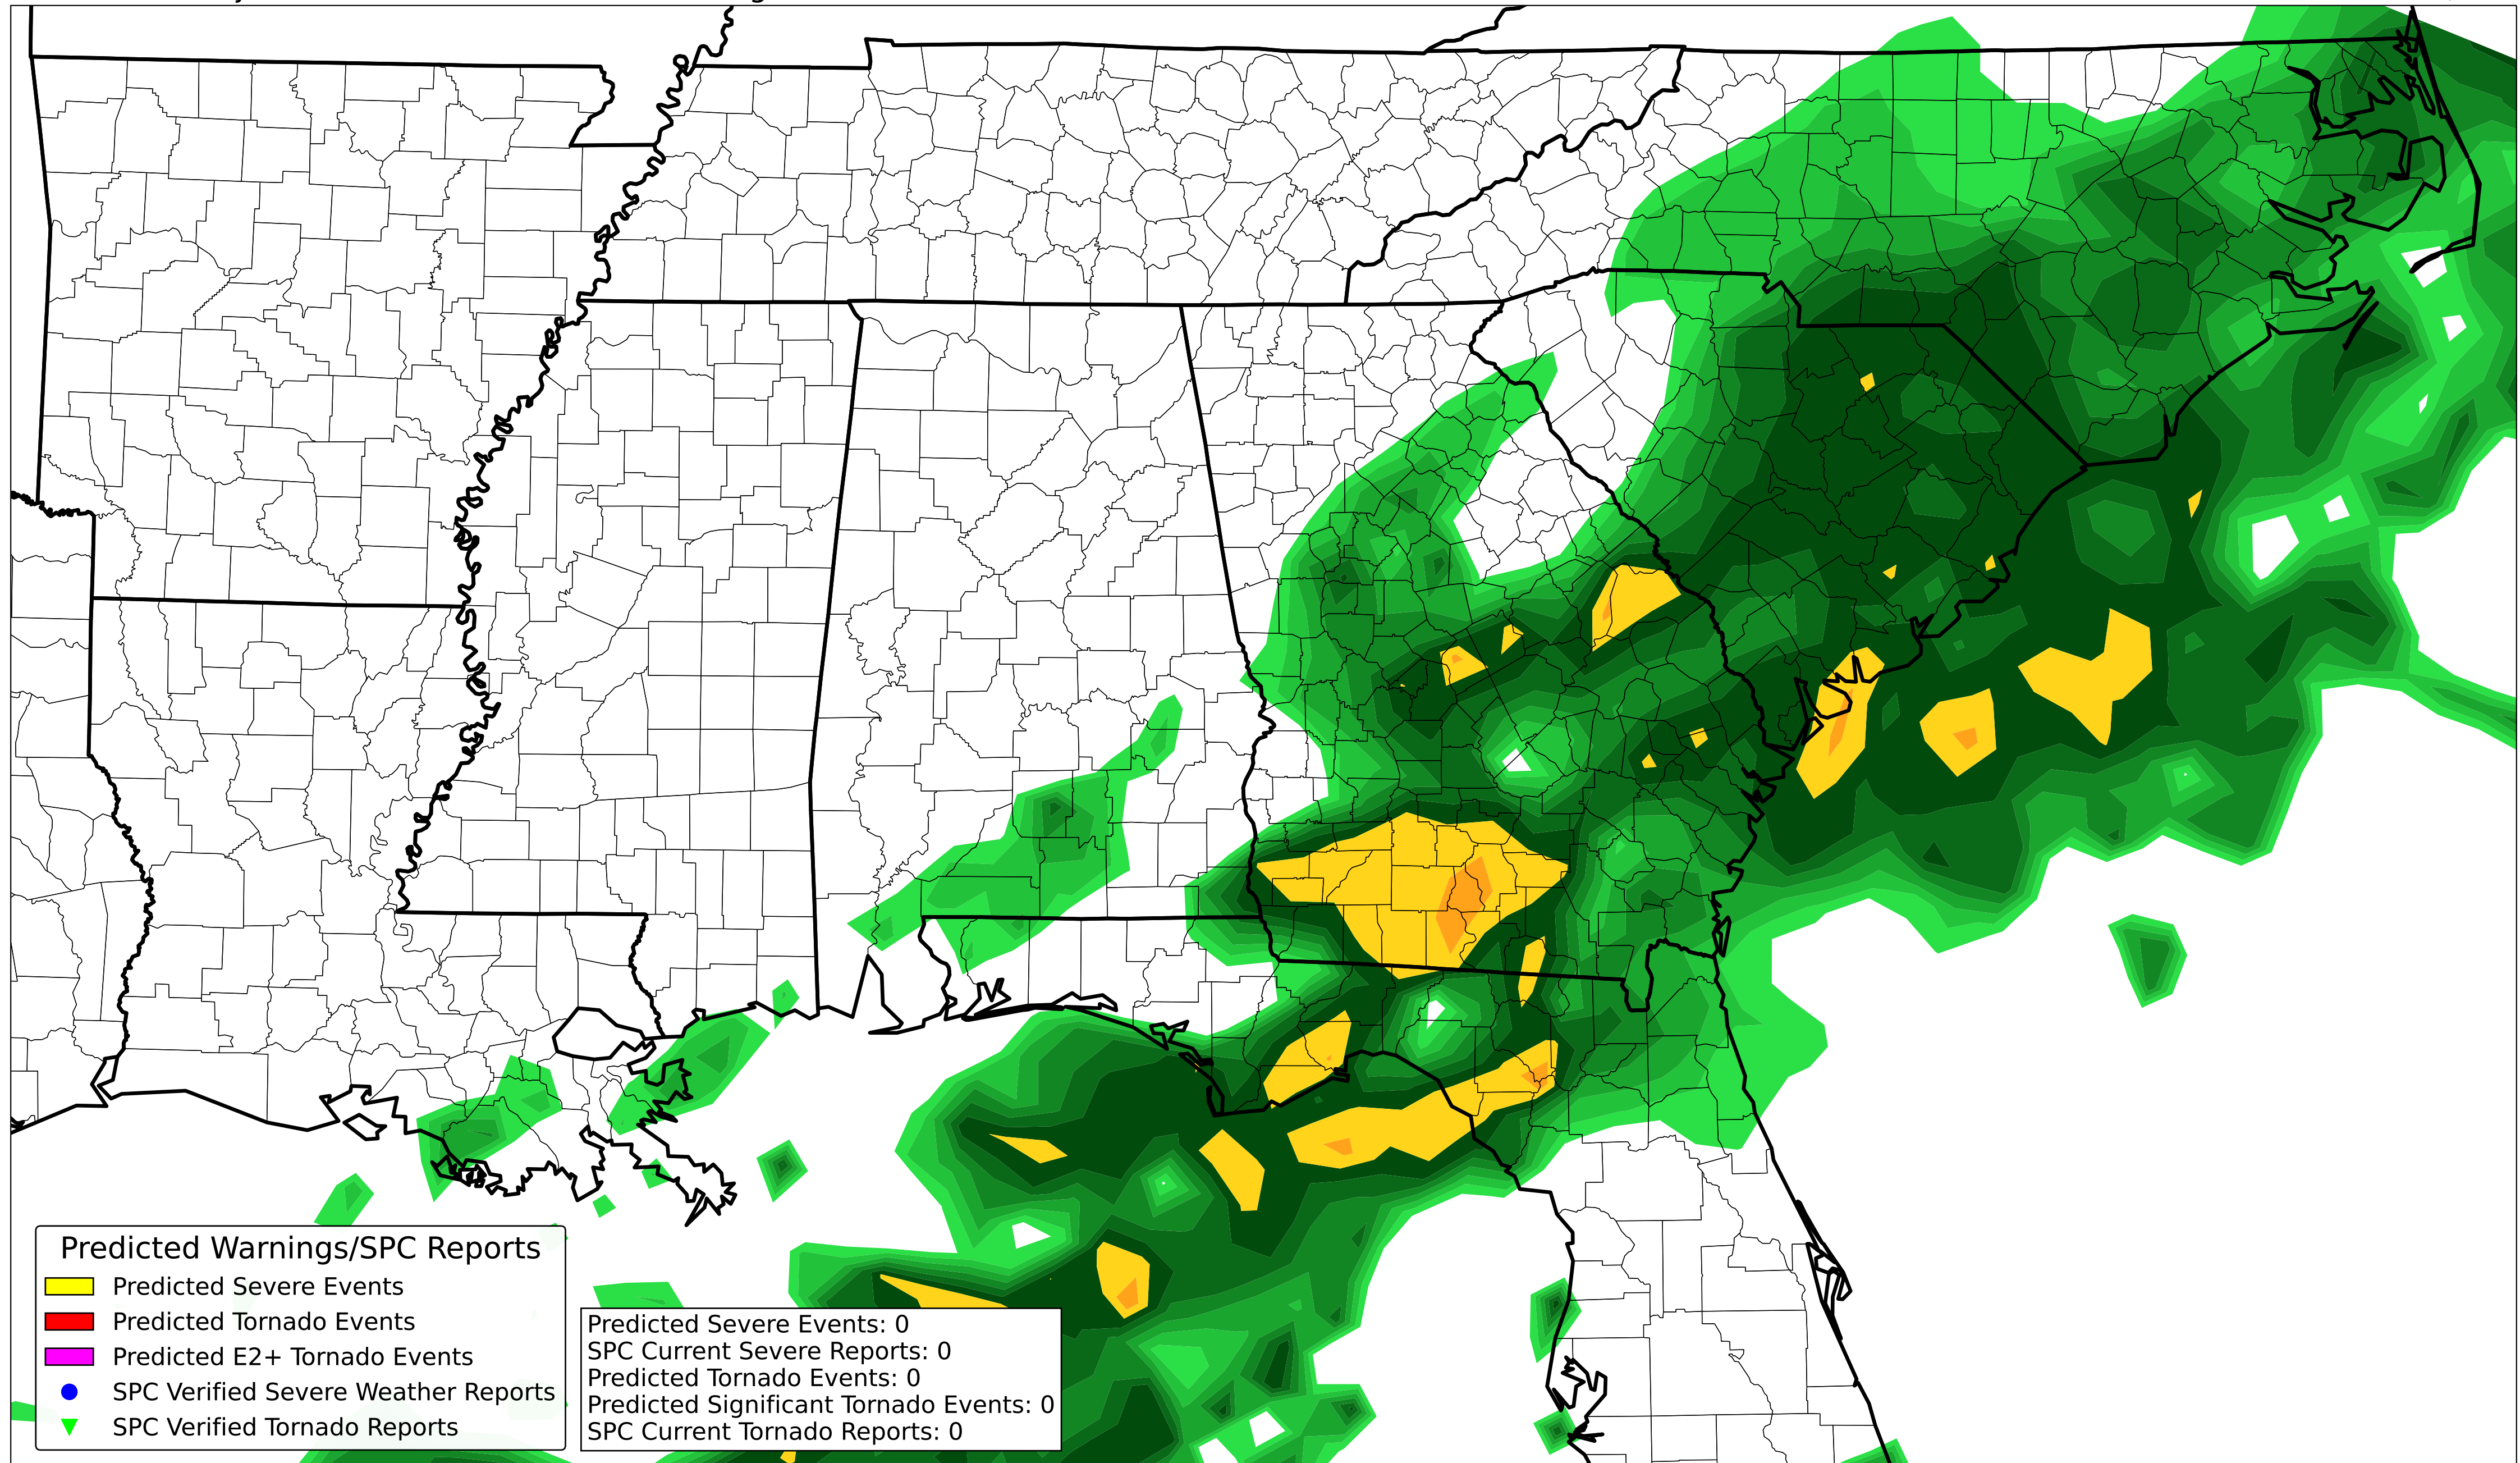 Predicted Warnings/SPC Reports
Predicted Severe Events
Predicted Tornado Events
Predicted E2+ Tornado Events
SPC Verified Severe Weather Reports
SPC Verified Tornado Reports
Predicted Severe Events: 0
SPC Current Severe Reports: 0
Predicted Tornado Events: 0
Predicted Significant Tornado Events: 0
SPC Current Tornado Reports: 0